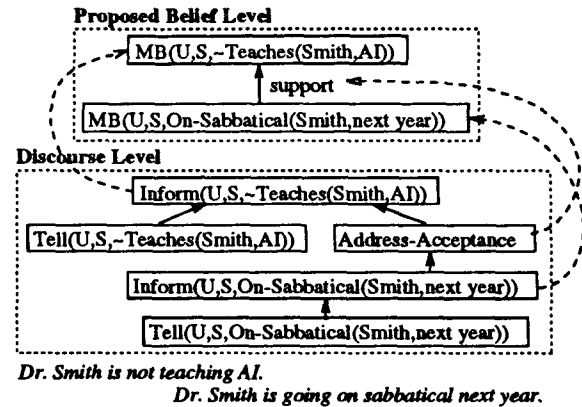 Proposed Belief Level
MB(U,S,~Teaches(Smith,AI))
support
MB(U,S,On-Sabbatical(Smith,next year))
Discourse Level
Inform(U,S,~Teaches(Smith,AI))
Tell(U,S,~Teaches(Smith,AI))
Address-Acceptance
Inform(U,S,On-Sabbatical(Smith,next year))
Tell(U,S,On-Sabbatical(Smith,next year))
Dr. Smith is not teaching AI.
Dr. Smith is going on sabbatical next year.